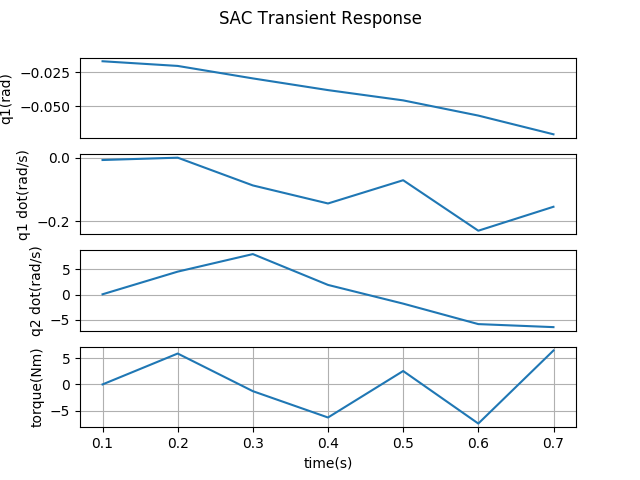 SAC Transient Response
−0.025
−0.050
q1(rad)
0.0
−0.2
q1 dot(rad/s)
5
0
−5
q2 dot(rad/s)
5
0
−5
torque(Nm)
0.1 0.2 0.3 0.4 0.5 0.6 0.7
time(s)